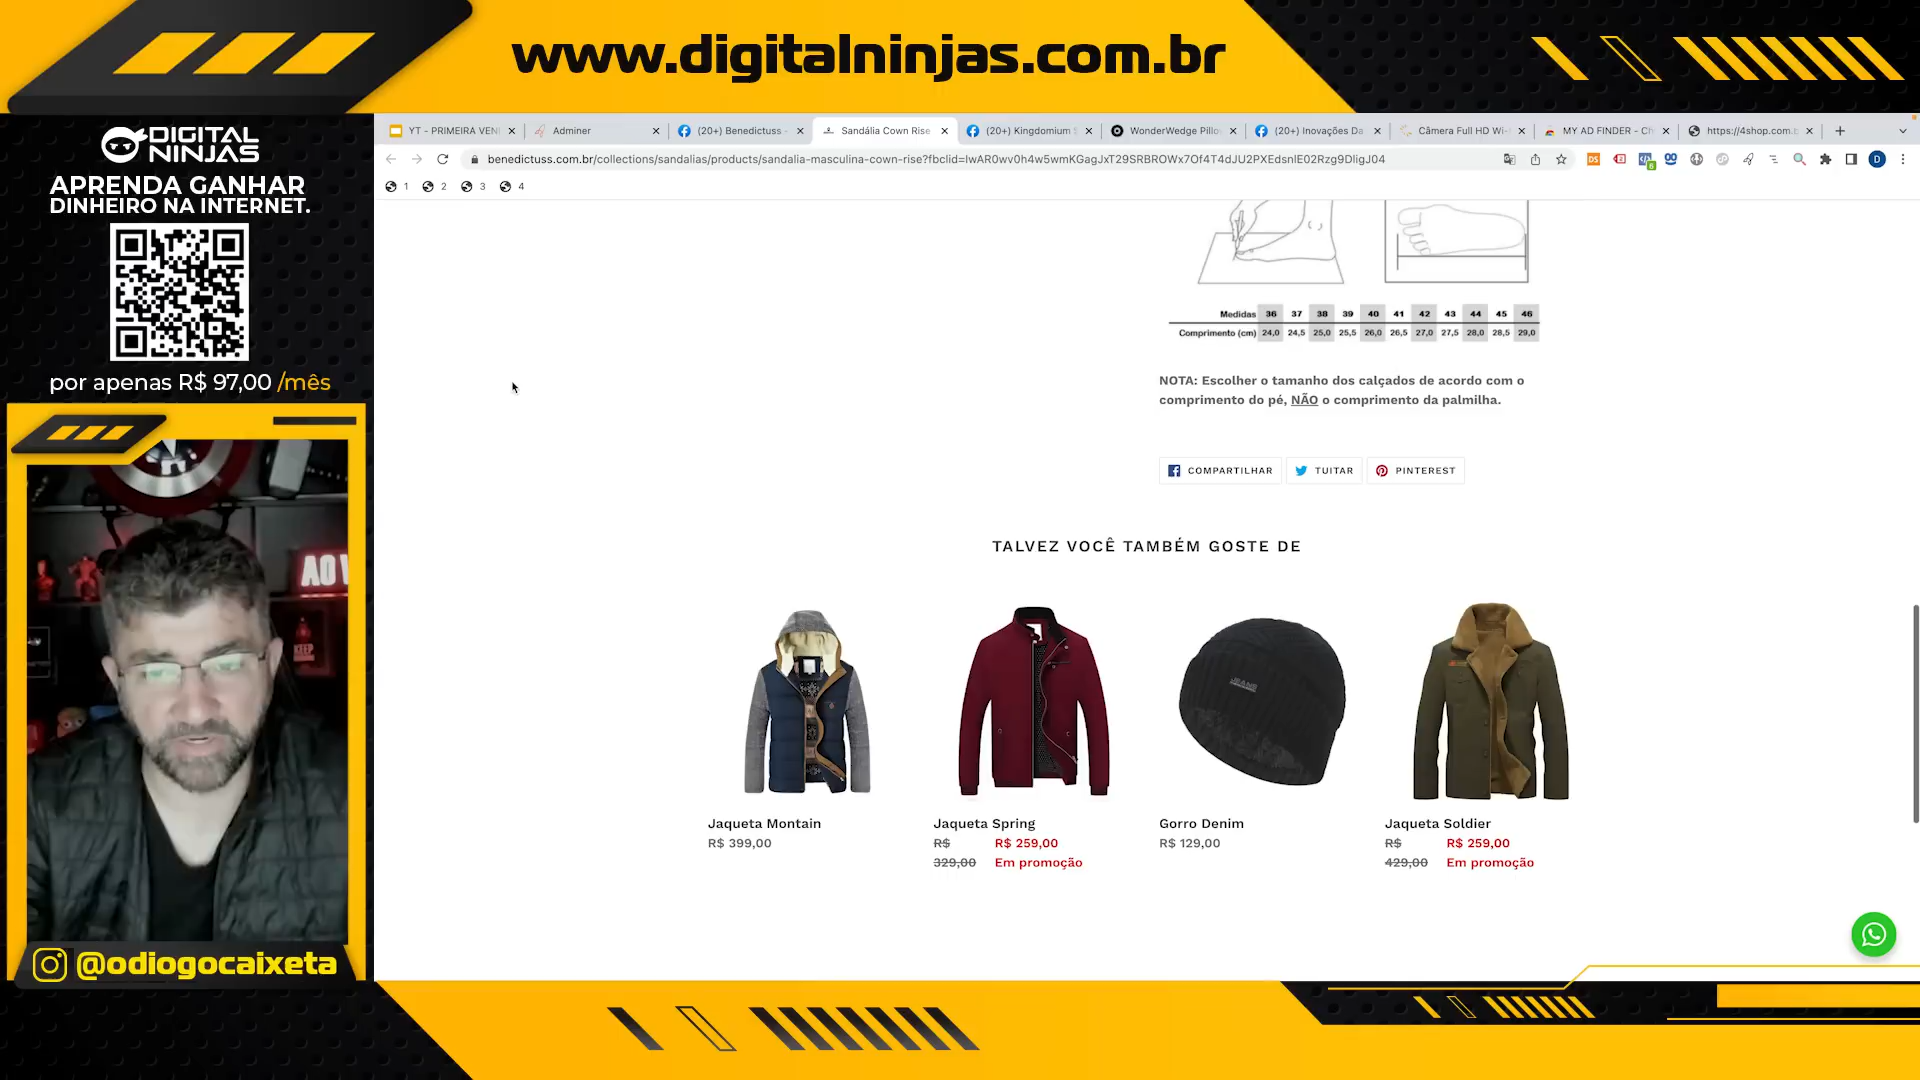 www.digitalninjas.com.br
DIGITAL
NINJAS
APRENDA GANHAR
DINHEIRO NA INTERNET.
por apenas R$ 97,00 /mês
AO V
KEEP
@odiogocaixeta
YT - PRIMEIRA VEN
Adminer
(20+) Benedictuss -
Sandália Cown Rise
(20+) Kingdomium
WonderWedge Pillo
(20+) Inovações Da
Câmera Full HD Wi-
MY AD FINDER - Ch
https://4shop.com.b
benedictuss.com.br/collections/sandalias/products/sandalia-masculina-cown-rise?fbclid=IwAR0wv0h4w5wmKGagJxT29SRBROWx7Of4T4dJU2PXEdsnlE02Rzg9DligJ04
1 2 3 4
Medidas 36 37 38 39 40 41 42 43 44 45 46
Comprimento (cm) 24,0 24,5 25,0 25,5 26,0 26,5 27,0 27,5 28,0 28,5 29,0
NOTA: Escolher o tamanho dos calçados de acordo com o
comprimento do pé, NÃO o comprimento da palmilha.
COMPARTILHAR TUITAR PINTEREST
TALVEZ VOCÊ TAMBÉM GOSTE DE
JEANS
Jaqueta Montain
R$ 399,00
Jaqueta Spring
R$ 329,00 R$ 259,00
Em promoção
Gorro Denim
R$ 129,00
Jaqueta Soldier
R$ 429,00 R$ 259,00
Em promoção